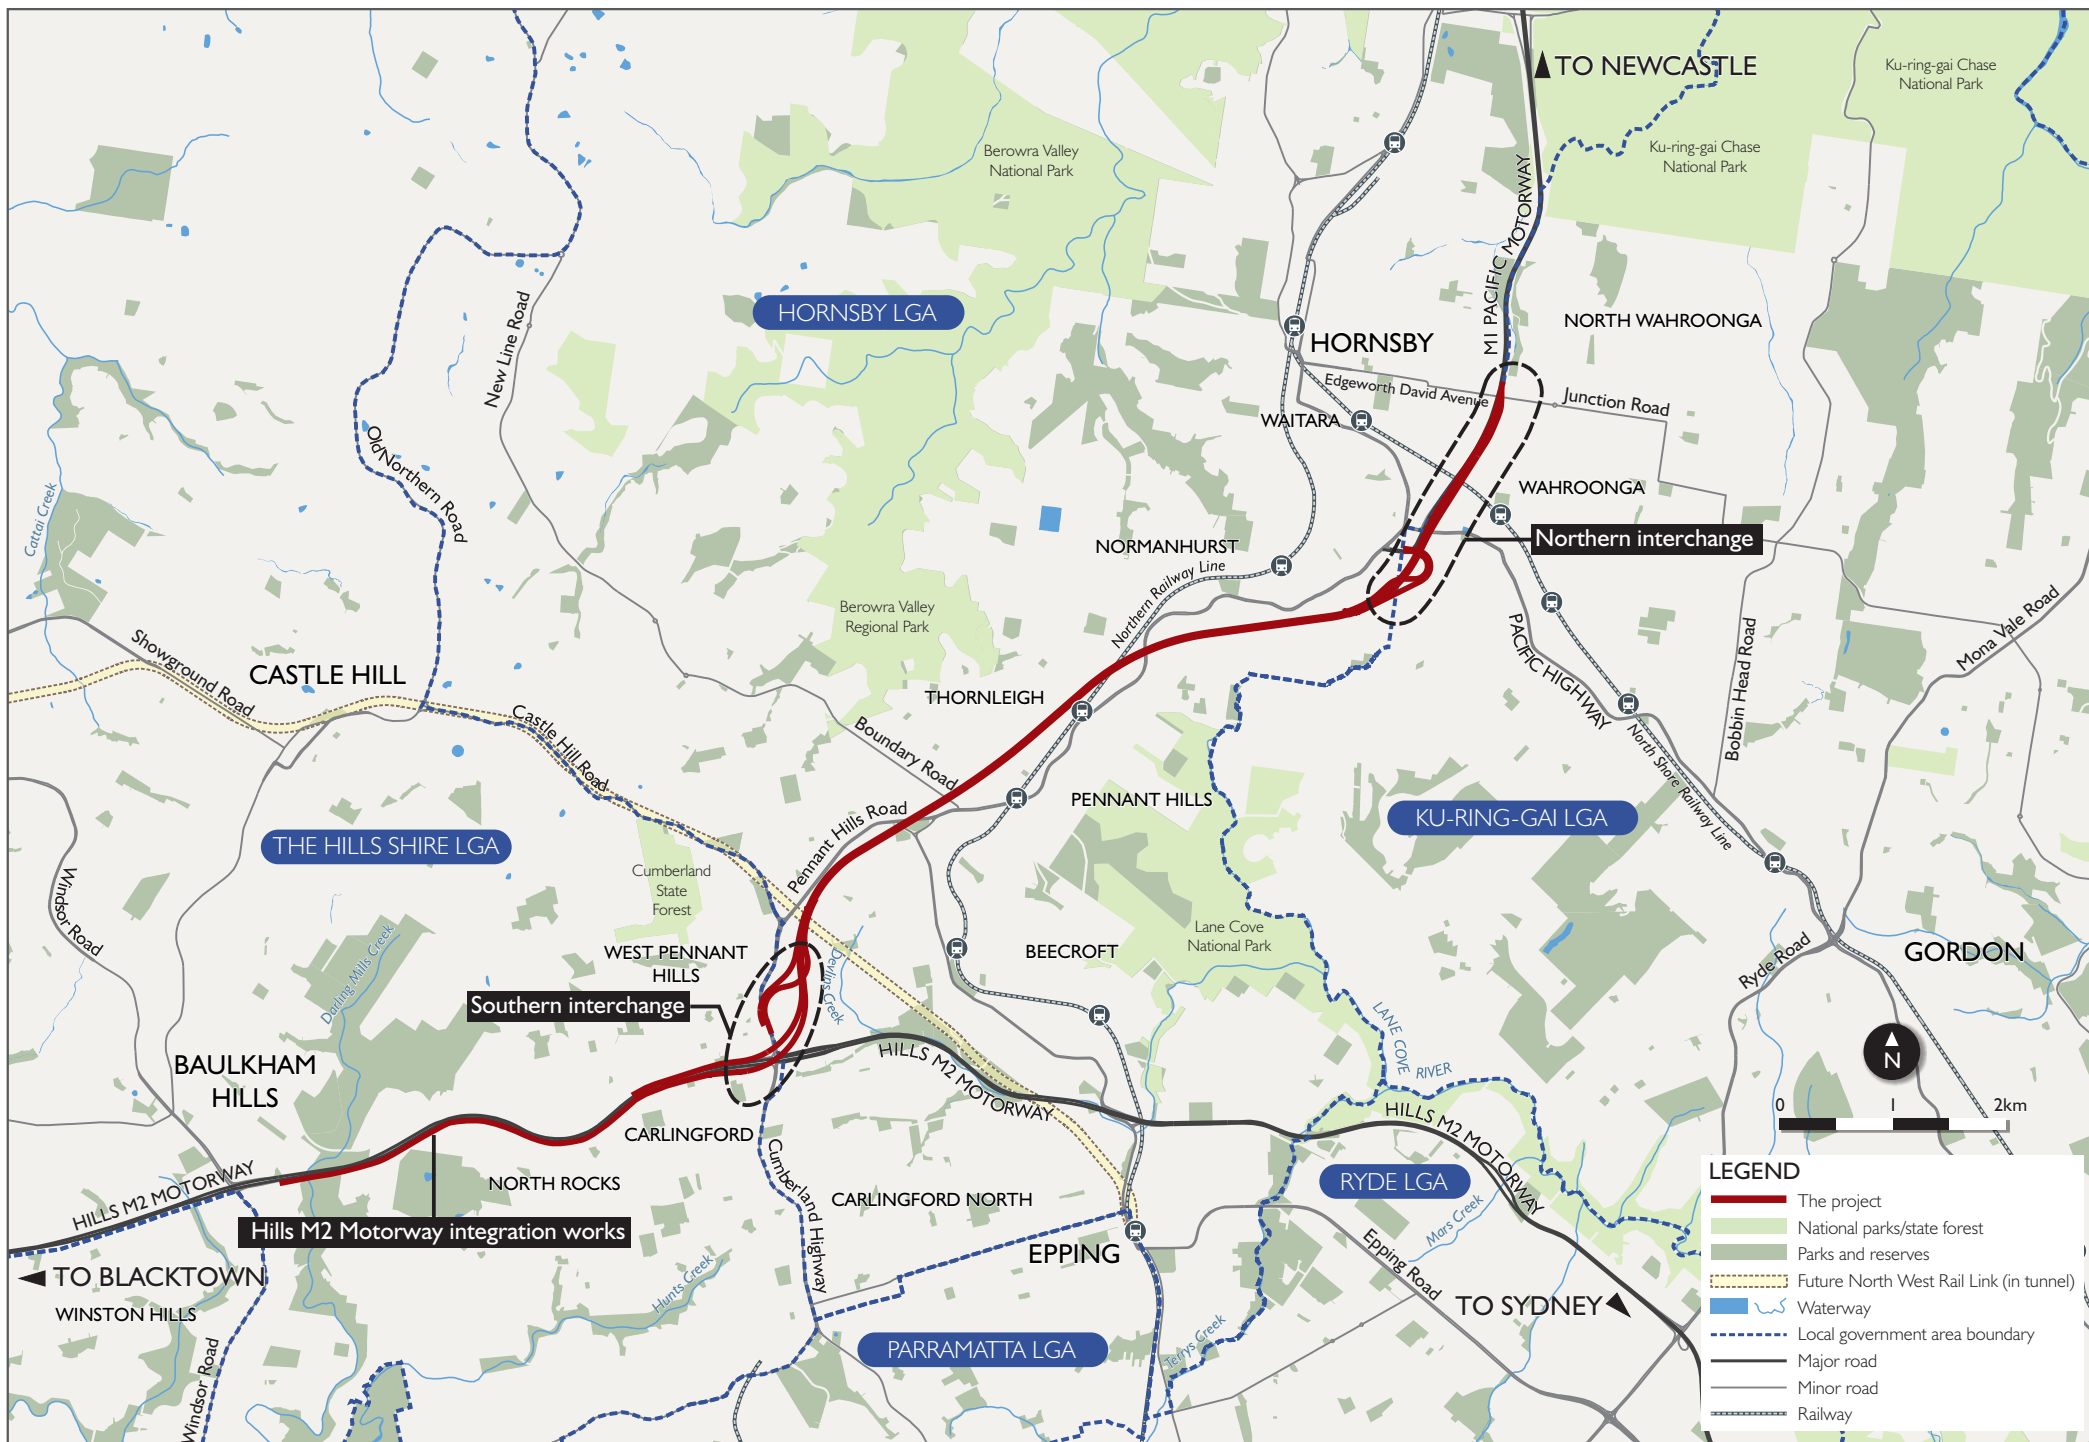 TO NEWCASTLE
Ku-ring-gai Chase
National Park
Ku-ring-gai Chase
National Park
Berowra Valley
National Park
M1 PACIFIC MOTORWAY
HORNSBY LGA
NORTH WAHROONGA
New Line Road
HORNSBY
Edgeworth David Avenue
Junction Road
WAITARA
Old Northern Road
Cattai Creek
WAHROONGA
Northern interchange
NORMANHURST
Northern Railway Line
Berowra Valley
Regional Park
Showground Road
CASTLE HILL
PACIFIC HIGHWAY
Bobbin Head Road
Mona Vale Road
THORNLEIGH
Castle Hill Road
Boundary Road
North Shore Railway Line
PENNANT HILLS
Pennant Hills Road
KU-RING-GAI LGA
THE HILLS SHIRE LGA
Windsor Road
Cumberland
State
Forest
Lane Cove
National Park
WEST PENNANT
HILLS
BEECROFT
Ryde Road
GORDON
Darling Mills Creek
Devlins Creek
Southern interchange
LANE COVE
RIVER
BAULKHAM
HILLS
HILLS M2 MOTORWAY
HILLS M2 MOTORWAY
N
0 1 2km
CARLINGFORD
Cumberland Highway
HILLS M2 MOTORWAY
NORTH ROCKS
CARLINGFORD NORTH
RYDE LGA
Mars Creek
Hills M2 Motorway integration works
EPPING
Epping Road
TO BLACKTOWN
WINSTON HILLS
Hunts Creek
TO SYDNEY
Windsor Road
PARRAMATTA LGA
Terrys Creek
LEGEND
The project
National parks/state forest
Parks and reserves
Future North West Rail Link (in tunnel)
Waterway
Local government area boundary
Major road
Minor road
Railway